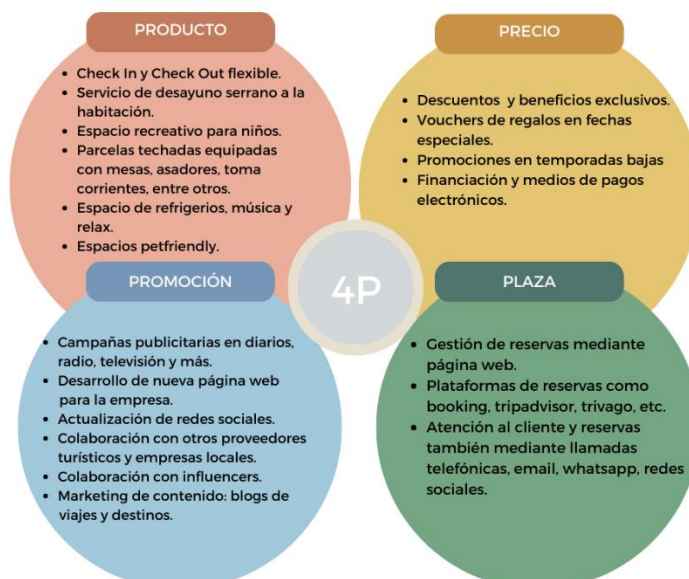 PRODUCTO
• Check In y Check Out flexible.
• Servicio de desayuno serrano a la
habitación.
• Espacio recreativo para niños.
• Parcelas techadas equipadas
con mesas, asadores, toma
corrientes, entre otros.
• Espacio de refrigerios, música y
relax.
• Espacios petfriendly.
PRECIO
• Descuentos y beneficios exclusivos.
• Vouchers de regalos en fechas
especiales.
• Promociones en temporadas bajas
• Financiación y medios de pagos
electrónicos.
4P
PROMOCIÓN
• Campañas publicitarias en diarios,
radio, televisión y más.
• Desarrollo de nueva página web
para la empresa.
• Actualización de redes sociales.
• Colaboración con otros proveedores
turísticos y empresas locales.
• Colaboración con influencers.
• Marketing de contenido: blogs de
viajes y destinos.
PLAZA
• Gestión de reservas mediante
página web.
• Plataformas de reservas como
booking, tripadvisor, trivago, etc.
• Atención al cliente y reservas
también mediante llamadas
telefónicas, email, whatsapp, redes
sociales.